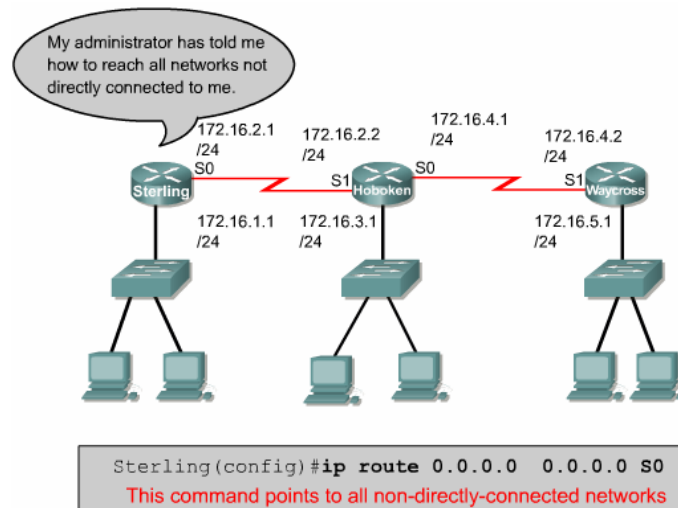 My administrator has told me
how to reach all networks not
directly connected to me.
172.16.2.1
/24
172.16.2.2
/24
172.16.4.1
/24
172.16.4.2
/24
S0
S1
S0
S1
Sterling
Hoboken
Waycross
172.16.1.1
/24
172.16.3.1
/24
172.16.5.1
/24
Sterling(config)#ip route 0.0.0.0 0.0.0.0 S0
This command points to all non-directly-connected networks